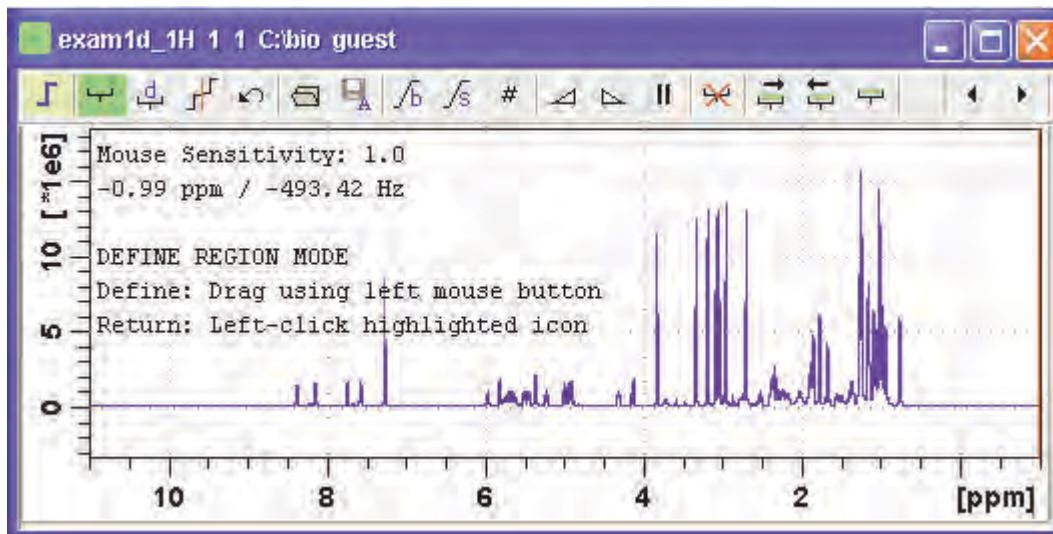 exam1d_1H 1 1 C:\bio guest
Mouse Sensitivity: 1.0
-0.99 ppm / -493.42 Hz
DEFINE REGION MODE
Define: Drag using left mouse button
Return: Left-click highlighted icon
[*1e6]
10
5
0
10 8 6 4 2 [ppm]